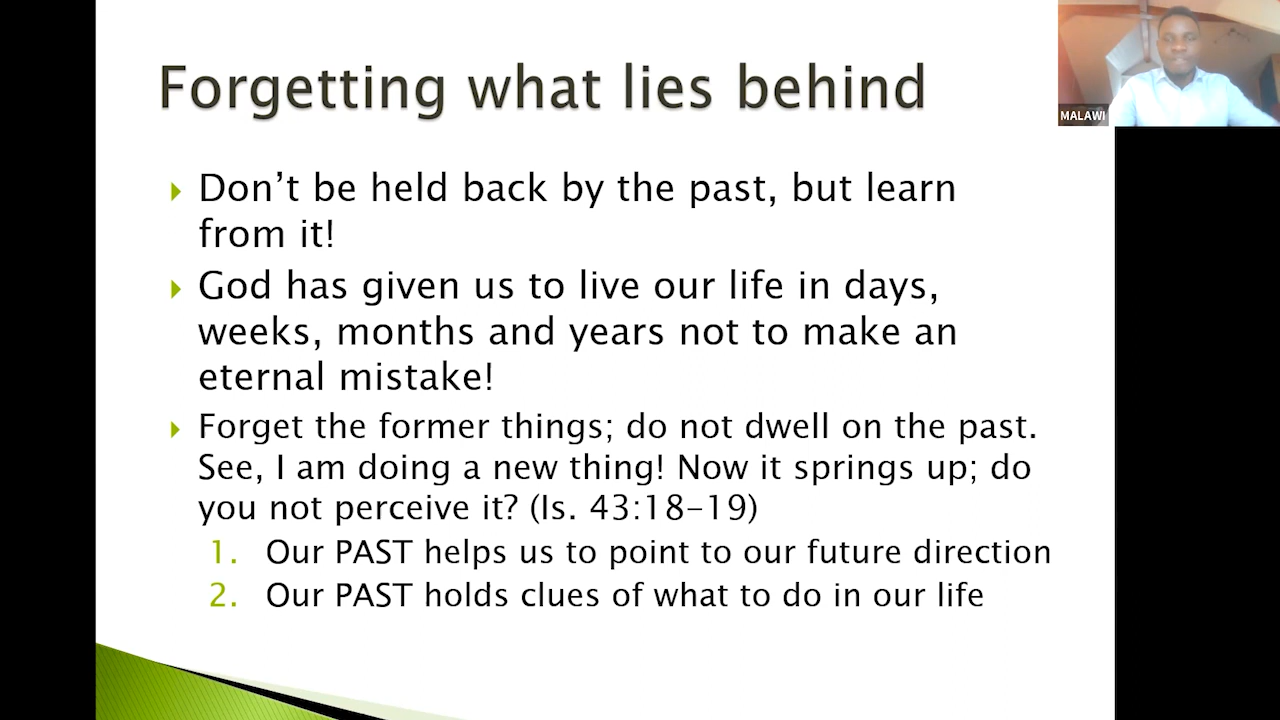 Forgetting what lies behind
MALAWI
Don’t be held back by the past, but learn
from it!
God has given us to live our life in days,
weeks, months and years not to make an
eternal mistake!
Forget the former things; do not dwell on the past.
See, I am doing a new thing! Now it springs up; do
you not perceive it? (Is. 43:18-19)
1. Our PAST helps us to point to our future direction
2. Our PAST holds clues of what to do in our life